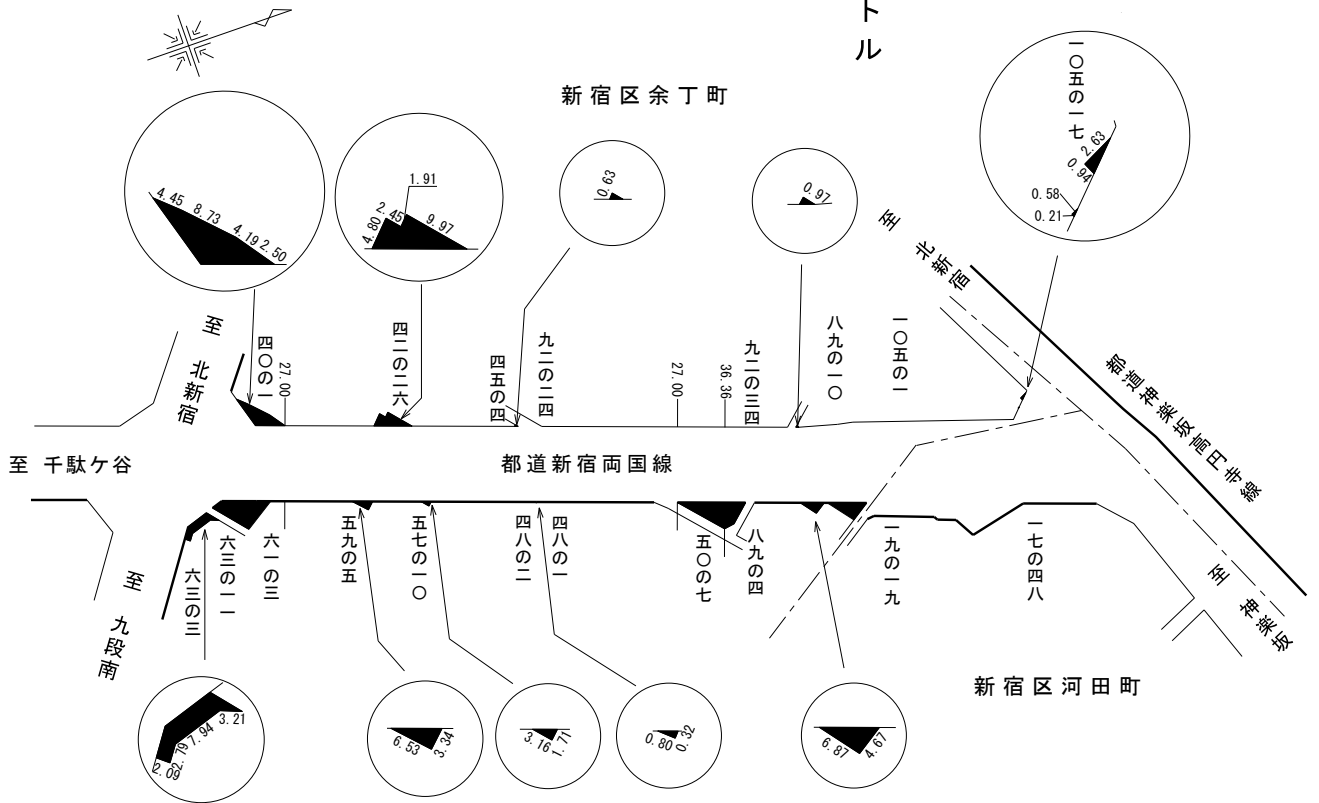 トル
新宿区余丁町
一〇五の一七
2.63
0.94
0.58
0.21
4.45
8.73
4.19
2.50
1.91
4.80
2.45
9.97
0.63
0.97
至 北新宿
至 北新宿
四〇の一
27.00
四二の二六
四五の四
九二の二四
27.00
36.36
九二の三四
八九の一〇
一〇五の一
都道神楽坂高円寺線
至 千駄ケ谷
都道新宿両国線
至 九段南
六三の三
六三の一一
六一の三
五九の五
五七の一〇
四八の二
四八の一
五〇の七
八九の四
一九の一九
一七の四八
至 神楽坂
新宿区河田町
2.09
2.79
7.94
3.21
6.53
3.34
3.16
1.71
0.80
0.32
6.87
4.67